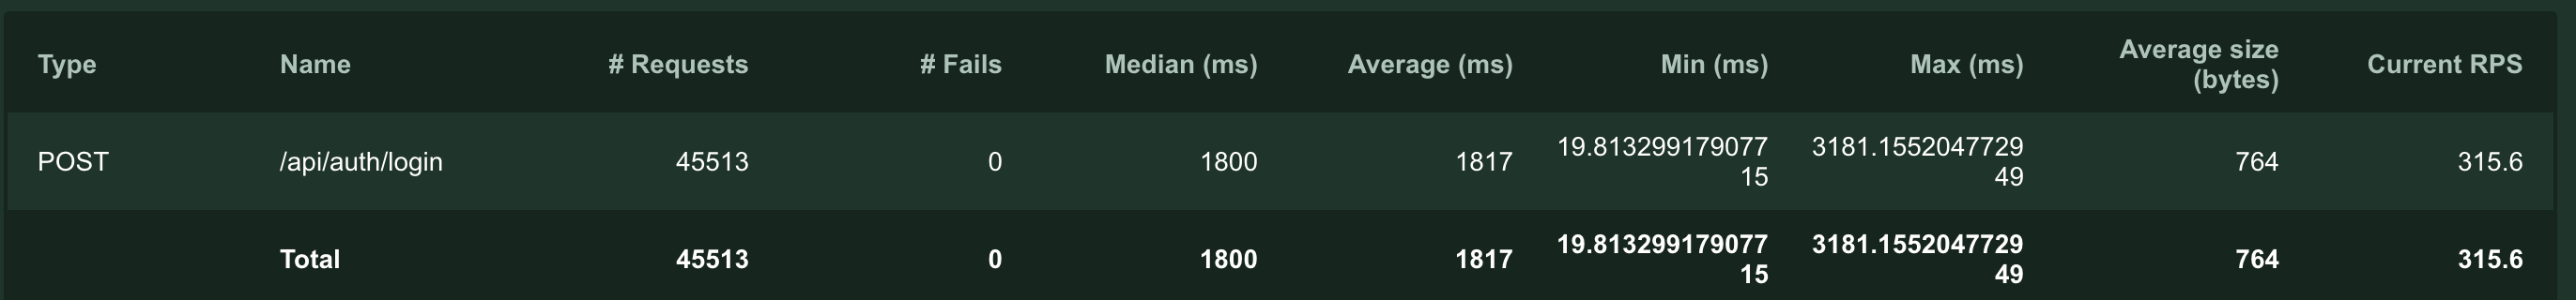 Type Name # Requests # Fails Median (ms) Average (ms) Min (ms) Max (ms) Average size (bytes) Current RPS
POST /api/auth/login 45513 0 1800 1817 19.81329917907715 3181.155204772949 764 315.6
Total 45513 0 1800 1817 19.81329917907715 3181.155204772949 764 315.6